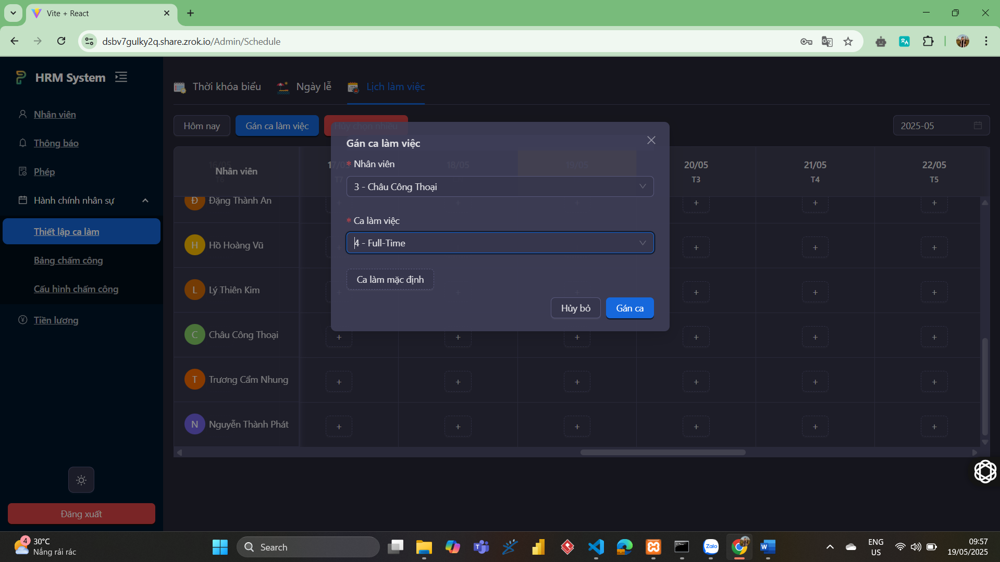 Vite + React
dsbv7gulky2q.share.zrok.io/Admin/Schedule
HRM System
Nhân viên
Thông báo
Phép
Hành chính nhân sự
Thiết lập ca làm
Bảng chấm công
Cấu hình chấm công
Tiền lương
Đăng xuất
Thời khóa biểu
Ngày lễ
Lịch làm việc
Hôm nay
Gán ca làm việc
Hủy chọn nhiều
2025-05
Nhân viên
16/05
T6
17/05
T7
18/05
19/05
20/05
T3
21/05
T4
22/05
T5
Đ Đặng Thành An
H Hồ Hoàng Vũ
L Lý Thiên Kim
C Châu Công Thoại
T Trương Cẩm Nhung
N Nguyễn Thành Phát
Gán ca làm việc
* Nhân viên
3 - Châu Công Thoại
* Ca làm việc
4 - Full-Time
Ca làm mặc định
Hủy bỏ
Gán ca
4
30°C
Nắng rải rác
Search
Zalo
ENG
US
09:57
19/05/2025